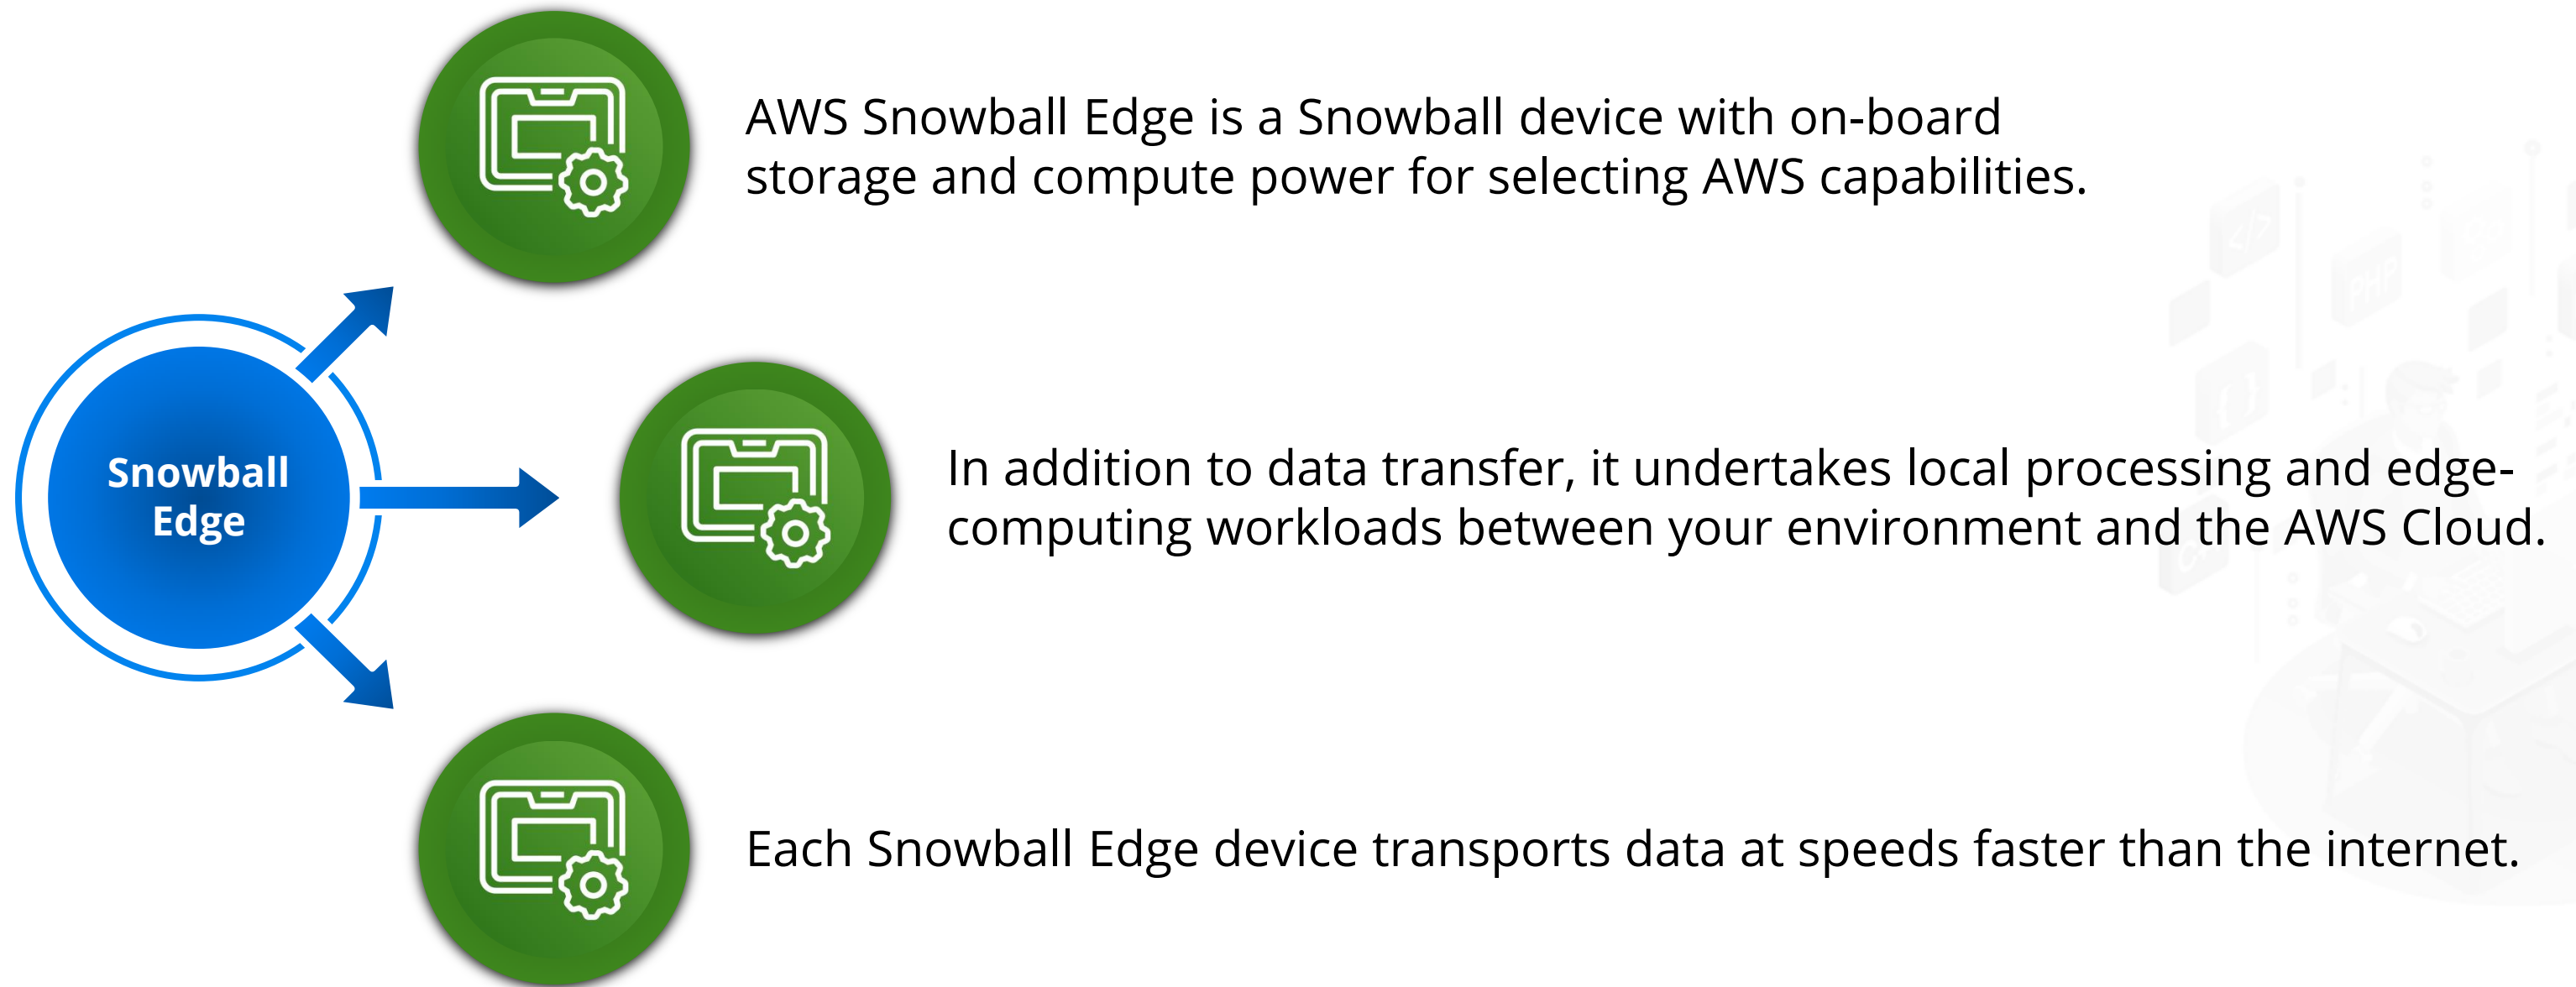 AWS Snowball Edge is a Snowball device with on-board
storage and compute power for selecting AWS capabilities.
Snowball
Edge
In addition to data transfer, it undertakes local processing and edge-
computing workloads between your environment and the AWS Cloud.
Each Snowball Edge device transports data at speeds faster than the internet.